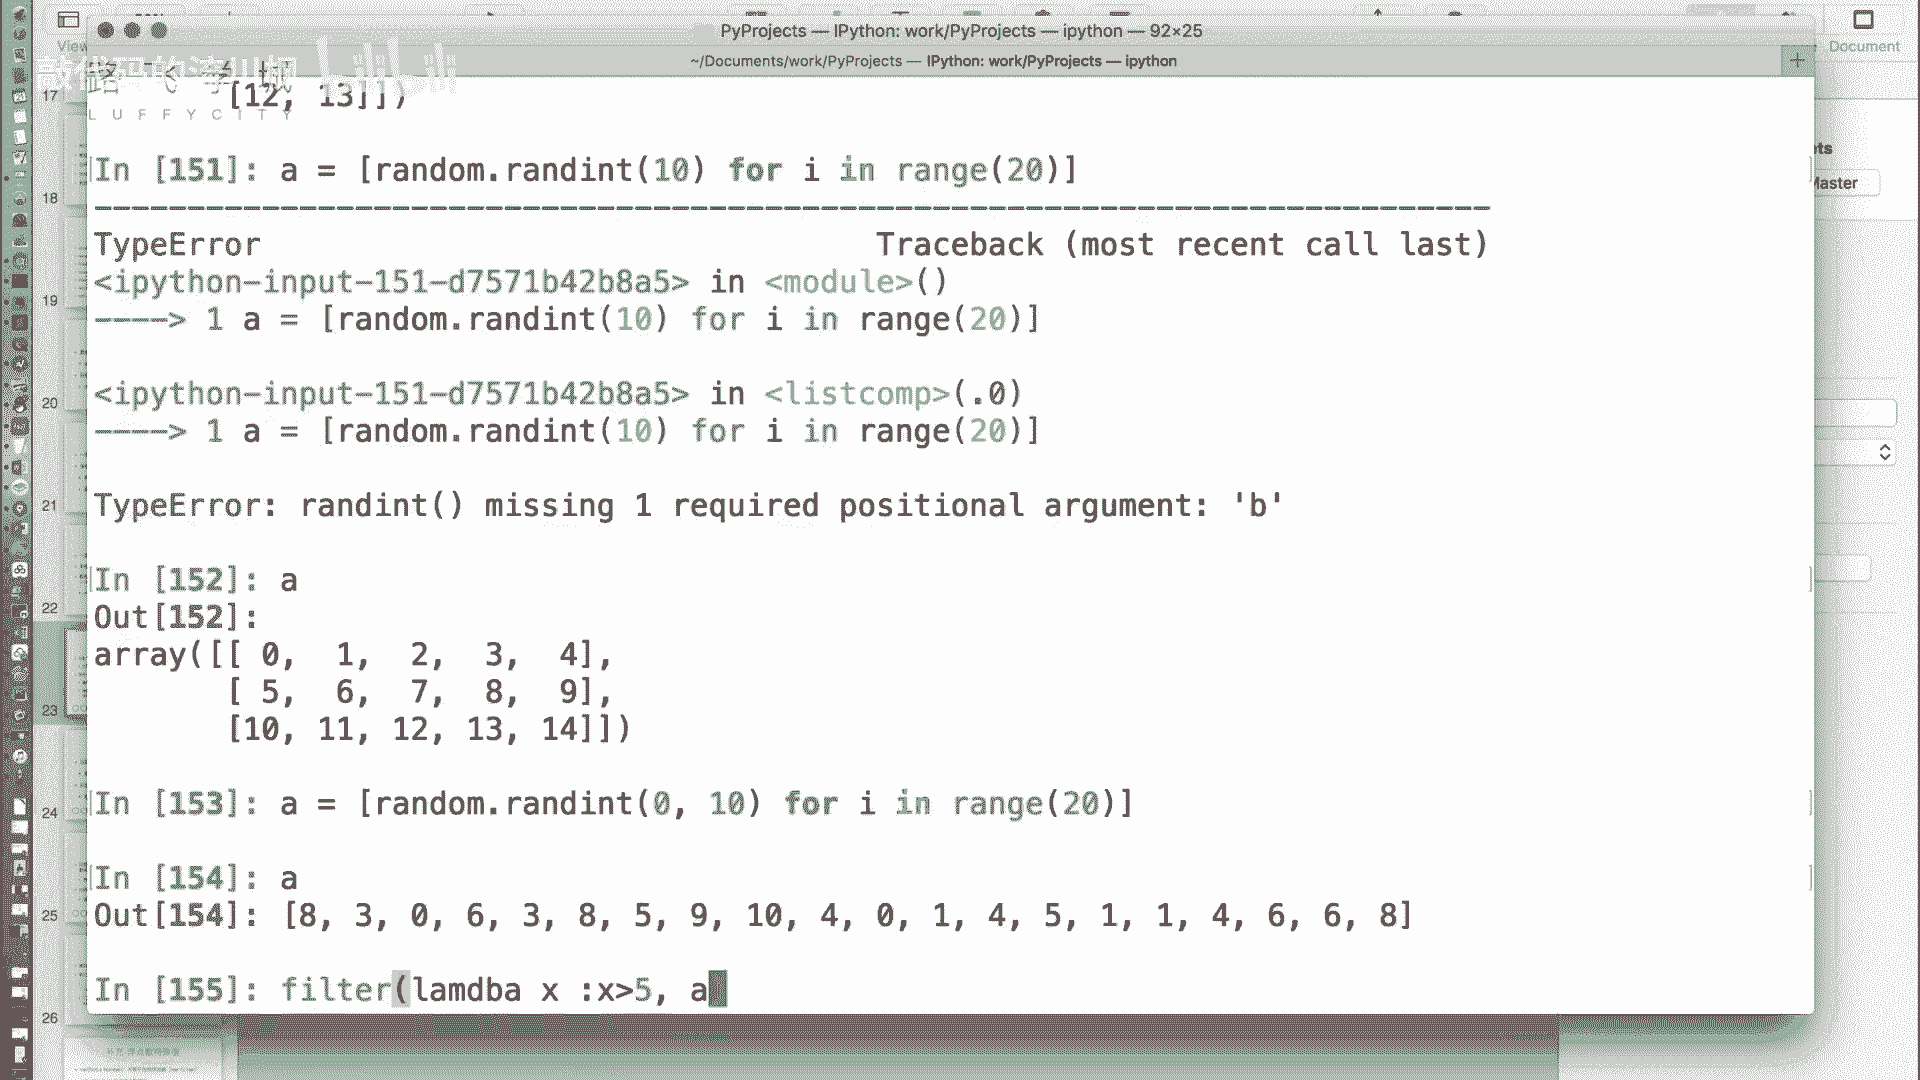 PyProjects — IPython: work/PyProjects — ipython — 92×25
View
Document
~/Documents/work/PyProjects — IPython: work/PyProjects — ipython
敲代码的
LUFFYCITY
[12, 13]])
17
In [151]: a = [random.randint(10) for i in range(20)]
Master
18
TypeError Traceback (most recent call last)
<ipython-input-151-d7571b42b8a5> in <module>()
19
----> 1 a = [random.randint(10) for i in range(20)]
<ipython-input-151-d7571b42b8a5> in <listcomp>(.0)
20
----> 1 a = [random.randint(10) for i in range(20)]
21
TypeError: randint() missing 1 required positional argument: 'b'
In [152]: a
22
Out[152]:
array([[ 0, 1, 2, 3, 4],
[ 5, 6, 7, 8, 9],
23
[10, 11, 12, 13, 14]])
24
In [153]: a = [random.randint(0, 10) for i in range(20)]
In [154]: a
25
Out[154]: [8, 3, 0, 6, 3, 8, 5, 9, 10, 4, 0, 1, 4, 5, 1, 1, 4, 6, 6, 8]
In [155]: filter(lamdba x :x>5, a
26